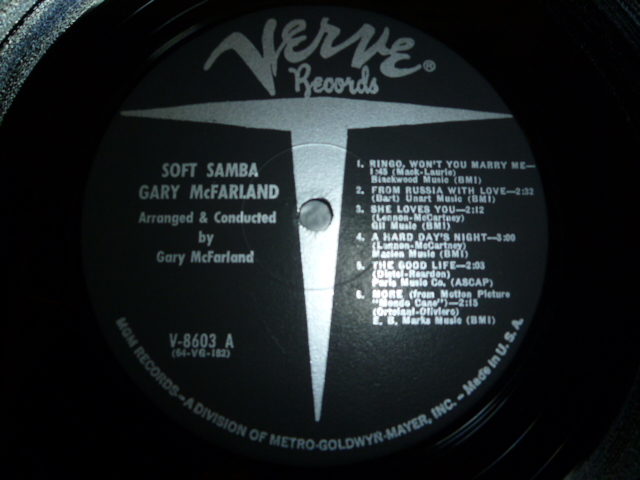 Verve®
Records
SOFT SAMBA
GARY McFARLAND
Arranged & Conducted
by
Gary McFarland
V-8603 A
(64-VG-182)
1. RINGO, WON'T YOU MARRY ME—
1:45 (Mack-Laurie)
Blackwood Music (BMI)
2. FROM RUSSIA WITH LOVE—2:32
(Bart) Unart Music (BMI)
3. SHE LOVES YOU—2:12
(Lennon-McCartney)
Gil Music (BMI)
4. A HARD DAY'S NIGHT—3:00
(Lennon-McCartney)
Maclen Music (BMI)
5. THE GOOD LIFE—2:03
(Distel-Reardon)
Paris Music Co. (ASCAP)
6. MORE (from Motion Picture
"Mondo Cane")—2:15
(Ortolani-Oliviero)
E. B. Marks Music (BMI)
MGM RECORDS—A DIVISION OF METRO-GOLDWYN-MAYER, INC. – Made in U.S.A.